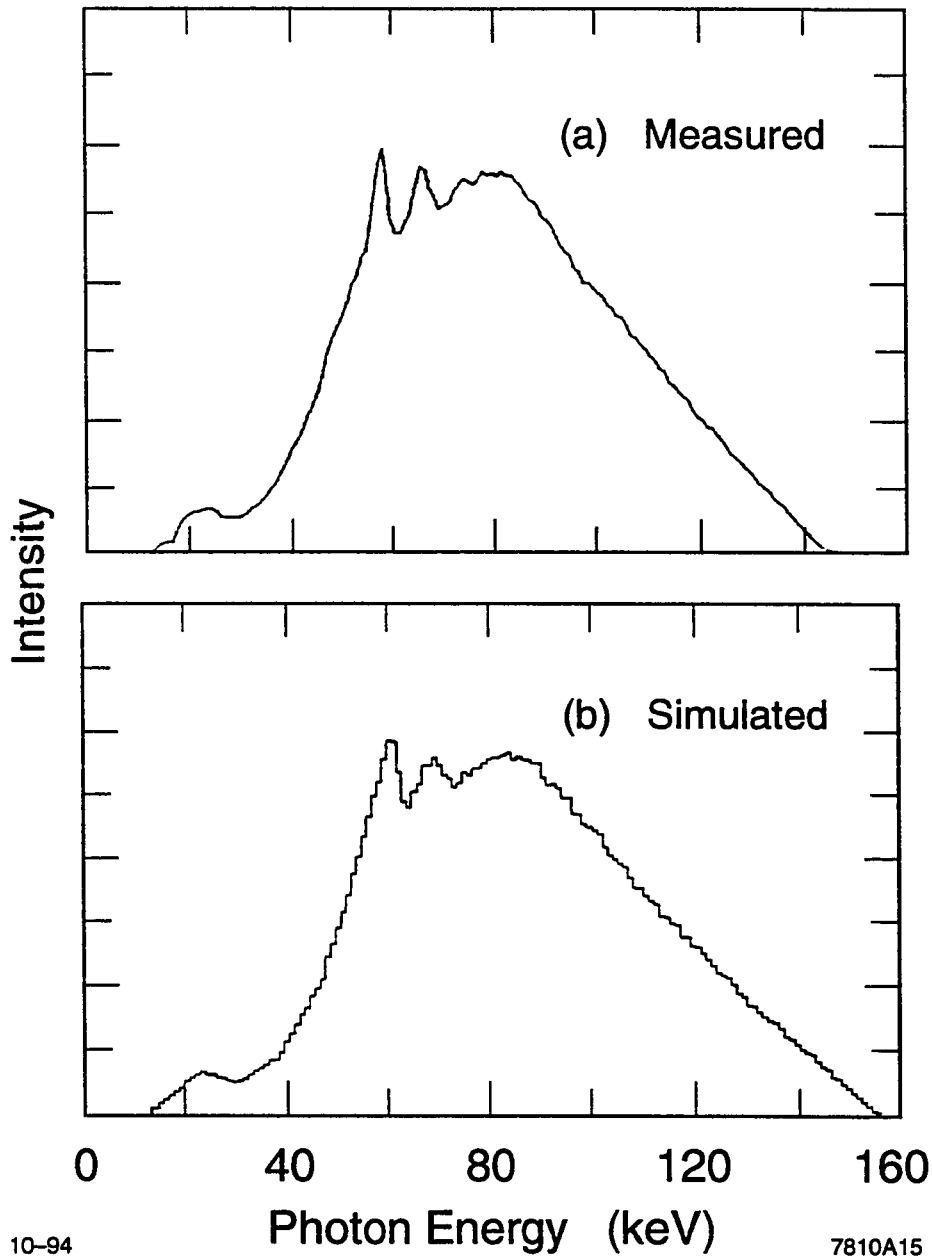 (a) Measured
Intensity
(b) Simulated
0 40 80 120 160
Photon Energy (keV)
10–94 7810A15